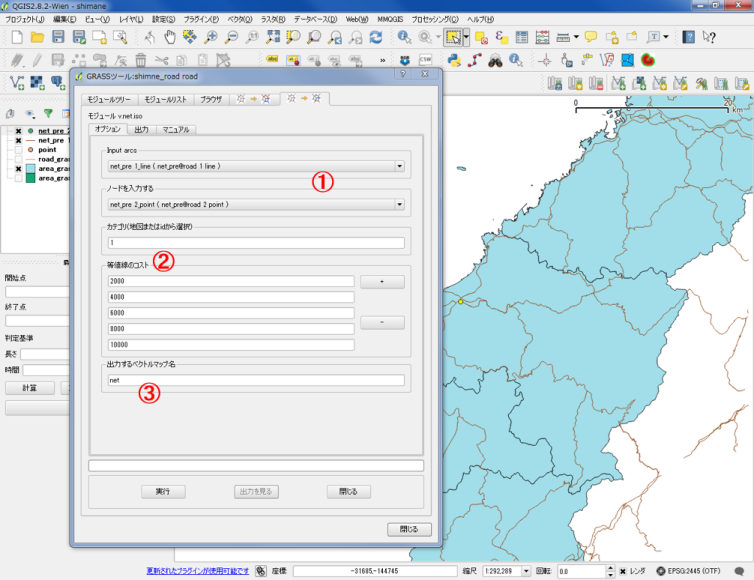 QGIS2.8.2-Wien - shimane
プロジェクト(J) 編集(E) ビュー(V) レイヤ(L) 設定(S) プラグイン(P) ベクタ(O) ラスタ(R) データベース(D) Web(W) MMQGIS プロセッシング(C) ヘルプ(H)
GRASSツール:shimne_road road
モジュールツリー モジュールリスト ブラウザ
モジュール v.net.iso
オプション 出力 マニュアル
Input arcs
net_pre 1_line ( net_pre@road 1 line )
①
ノードを入力する
net_pre 2_point ( net_pre@road 2 point )
カテゴリ(地図またはidから選択)
1
②
等値線のコスト
2000
4000
6000
8000
10000
+
-
出力するベクトルマップ名
net
③
実行 出力を見る 閉じる
閉じる
net_pre 2
net_pre 1
point
road_gras
area_gras
area_gras
開始点
終了点
判定基準
長さ
時間
計算
0 20
km
更新されたプラグインが使用可能です 座標: -31685,-144745 縮尺 1:292,289 回転: 0.0 レンダ EPSG:2445 (OTF)